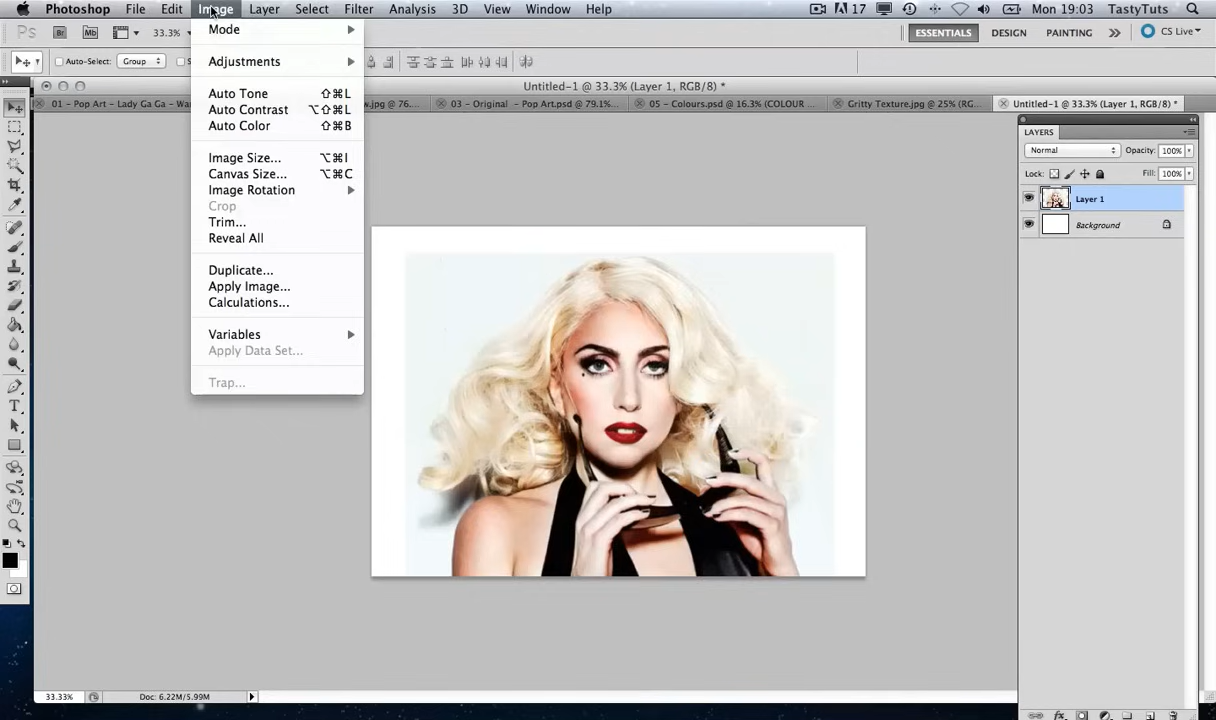 Photoshop File Edit Image Layer Select Filter Analysis 3D View Window Help 17 Mon 19:03 TastyTuts
Ps Br Mb 33.3% ESSENTIALS DESIGN PAINTING CS Live
Auto-Select: Group
Untitled-1 @ 33.3% (Layer 1, RGB/8) *
01 - Pop Art - Lady Ga Ga - Wa
w.jpg @ 76....
03 - Original - Pop Art.psd @ 79.1%...
05 - Colours.psd @ 16.3% (COLOUR ...
Gritty Texture.jpg @ 25% (RG...
Untitled-1 @ 33.3% (Layer 1, RGB/8) *
Mode
Adjustments
Auto Tone ⇧⌘L
Auto Contrast ⌥⇧⌘L
Auto Color ⇧⌘B
Image Size... ⌥⌘I
Canvas Size... ⌥⌘C
Image Rotation
Crop
Trim...
Reveal All
Duplicate...
Apply Image...
Calculations...
Variables
Apply Data Set...
Trap...
LAYERS
Normal Opacity: 100%
Lock: Fill: 100%
Layer 1
Background
33.33% Doc: 6.22M/5.99M